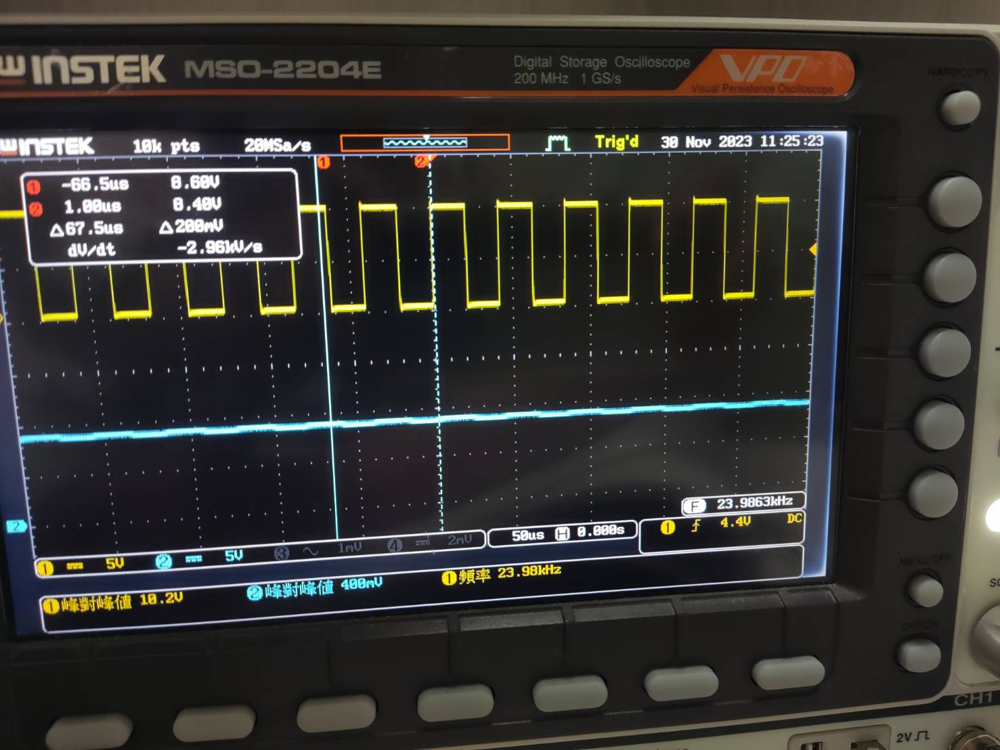 GWINSTEK MSO-2204E Digital Storage Oscilloscope
200 MHz 1 GS/s
VPO
Visual Persistence Oscilloscope
HARDCOPY
GWINSTEK 10k pts 20MSa/s Trig'd 30 Nov 2023 11:25:23
1 2
1 -66.5us 8.60V
2 1.00us 8.40V
△67.5us △200mV
dV/dt -2.96kV/s
2
F 23.9863kHz
1 5V 2 5V 3 1mV 4 2mV 50us H 0.000s 1 4.4V DC
1峰對峰值 10.2V 2峰對峰值 400mV 1頻率 23.98kHz
MENU OFF
OPTION
CH1
2V